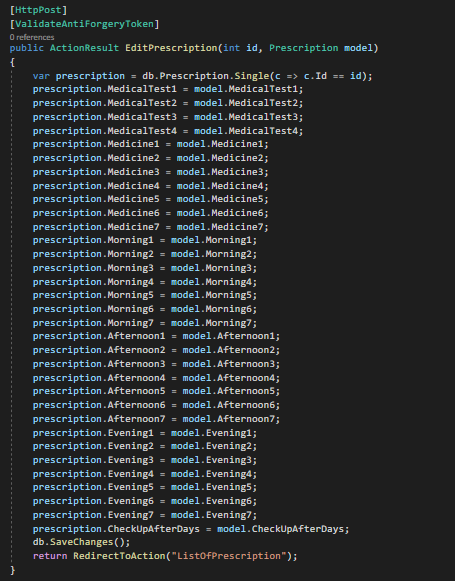 [HttpPost]
[ValidateAntiForgeryToken]
0 references
public ActionResult EditPrescription(int id, Prescription model)
{
var prescription = db.Prescription.Single(c => c.Id == id);
prescription.MedicalTest1 = model.MedicalTest1;
prescription.MedicalTest2 = model.MedicalTest2;
prescription.MedicalTest3 = model.MedicalTest3;
prescription.MedicalTest4 = model.MedicalTest4;
prescription.Medicine1 = model.Medicine1;
prescription.Medicine2 = model.Medicine2;
prescription.Medicine3 = model.Medicine3;
prescription.Medicine4 = model.Medicine4;
prescription.Medicine5 = model.Medicine5;
prescription.Medicine6 = model.Medicine6;
prescription.Medicine7 = model.Medicine7;
prescription.Morning1 = model.Morning1;
prescription.Morning2 = model.Morning2;
prescription.Morning3 = model.Morning3;
prescription.Morning4 = model.Morning4;
prescription.Morning5 = model.Morning5;
prescription.Morning6 = model.Morning6;
prescription.Morning7 = model.Morning7;
prescription.Afternoon1 = model.Afternoon1;
prescription.Afternoon2 = model.Afternoon2;
prescription.Afternoon3 = model.Afternoon3;
prescription.Afternoon4 = model.Afternoon4;
prescription.Afternoon5 = model.Afternoon5;
prescription.Afternoon6 = model.Afternoon6;
prescription.Afternoon7 = model.Afternoon7;
prescription.Evening1 = model.Evening1;
prescription.Evening2 = model.Evening2;
prescription.Evening3 = model.Evening3;
prescription.Evening4 = model.Evening4;
prescription.Evening5 = model.Evening5;
prescription.Evening6 = model.Evening6;
prescription.Evening7 = model.Evening7;
prescription.CheckUpAfterDays = model.CheckUpAfterDays;
db.SaveChanges();
return RedirectToAction("ListOfPrescription");
}